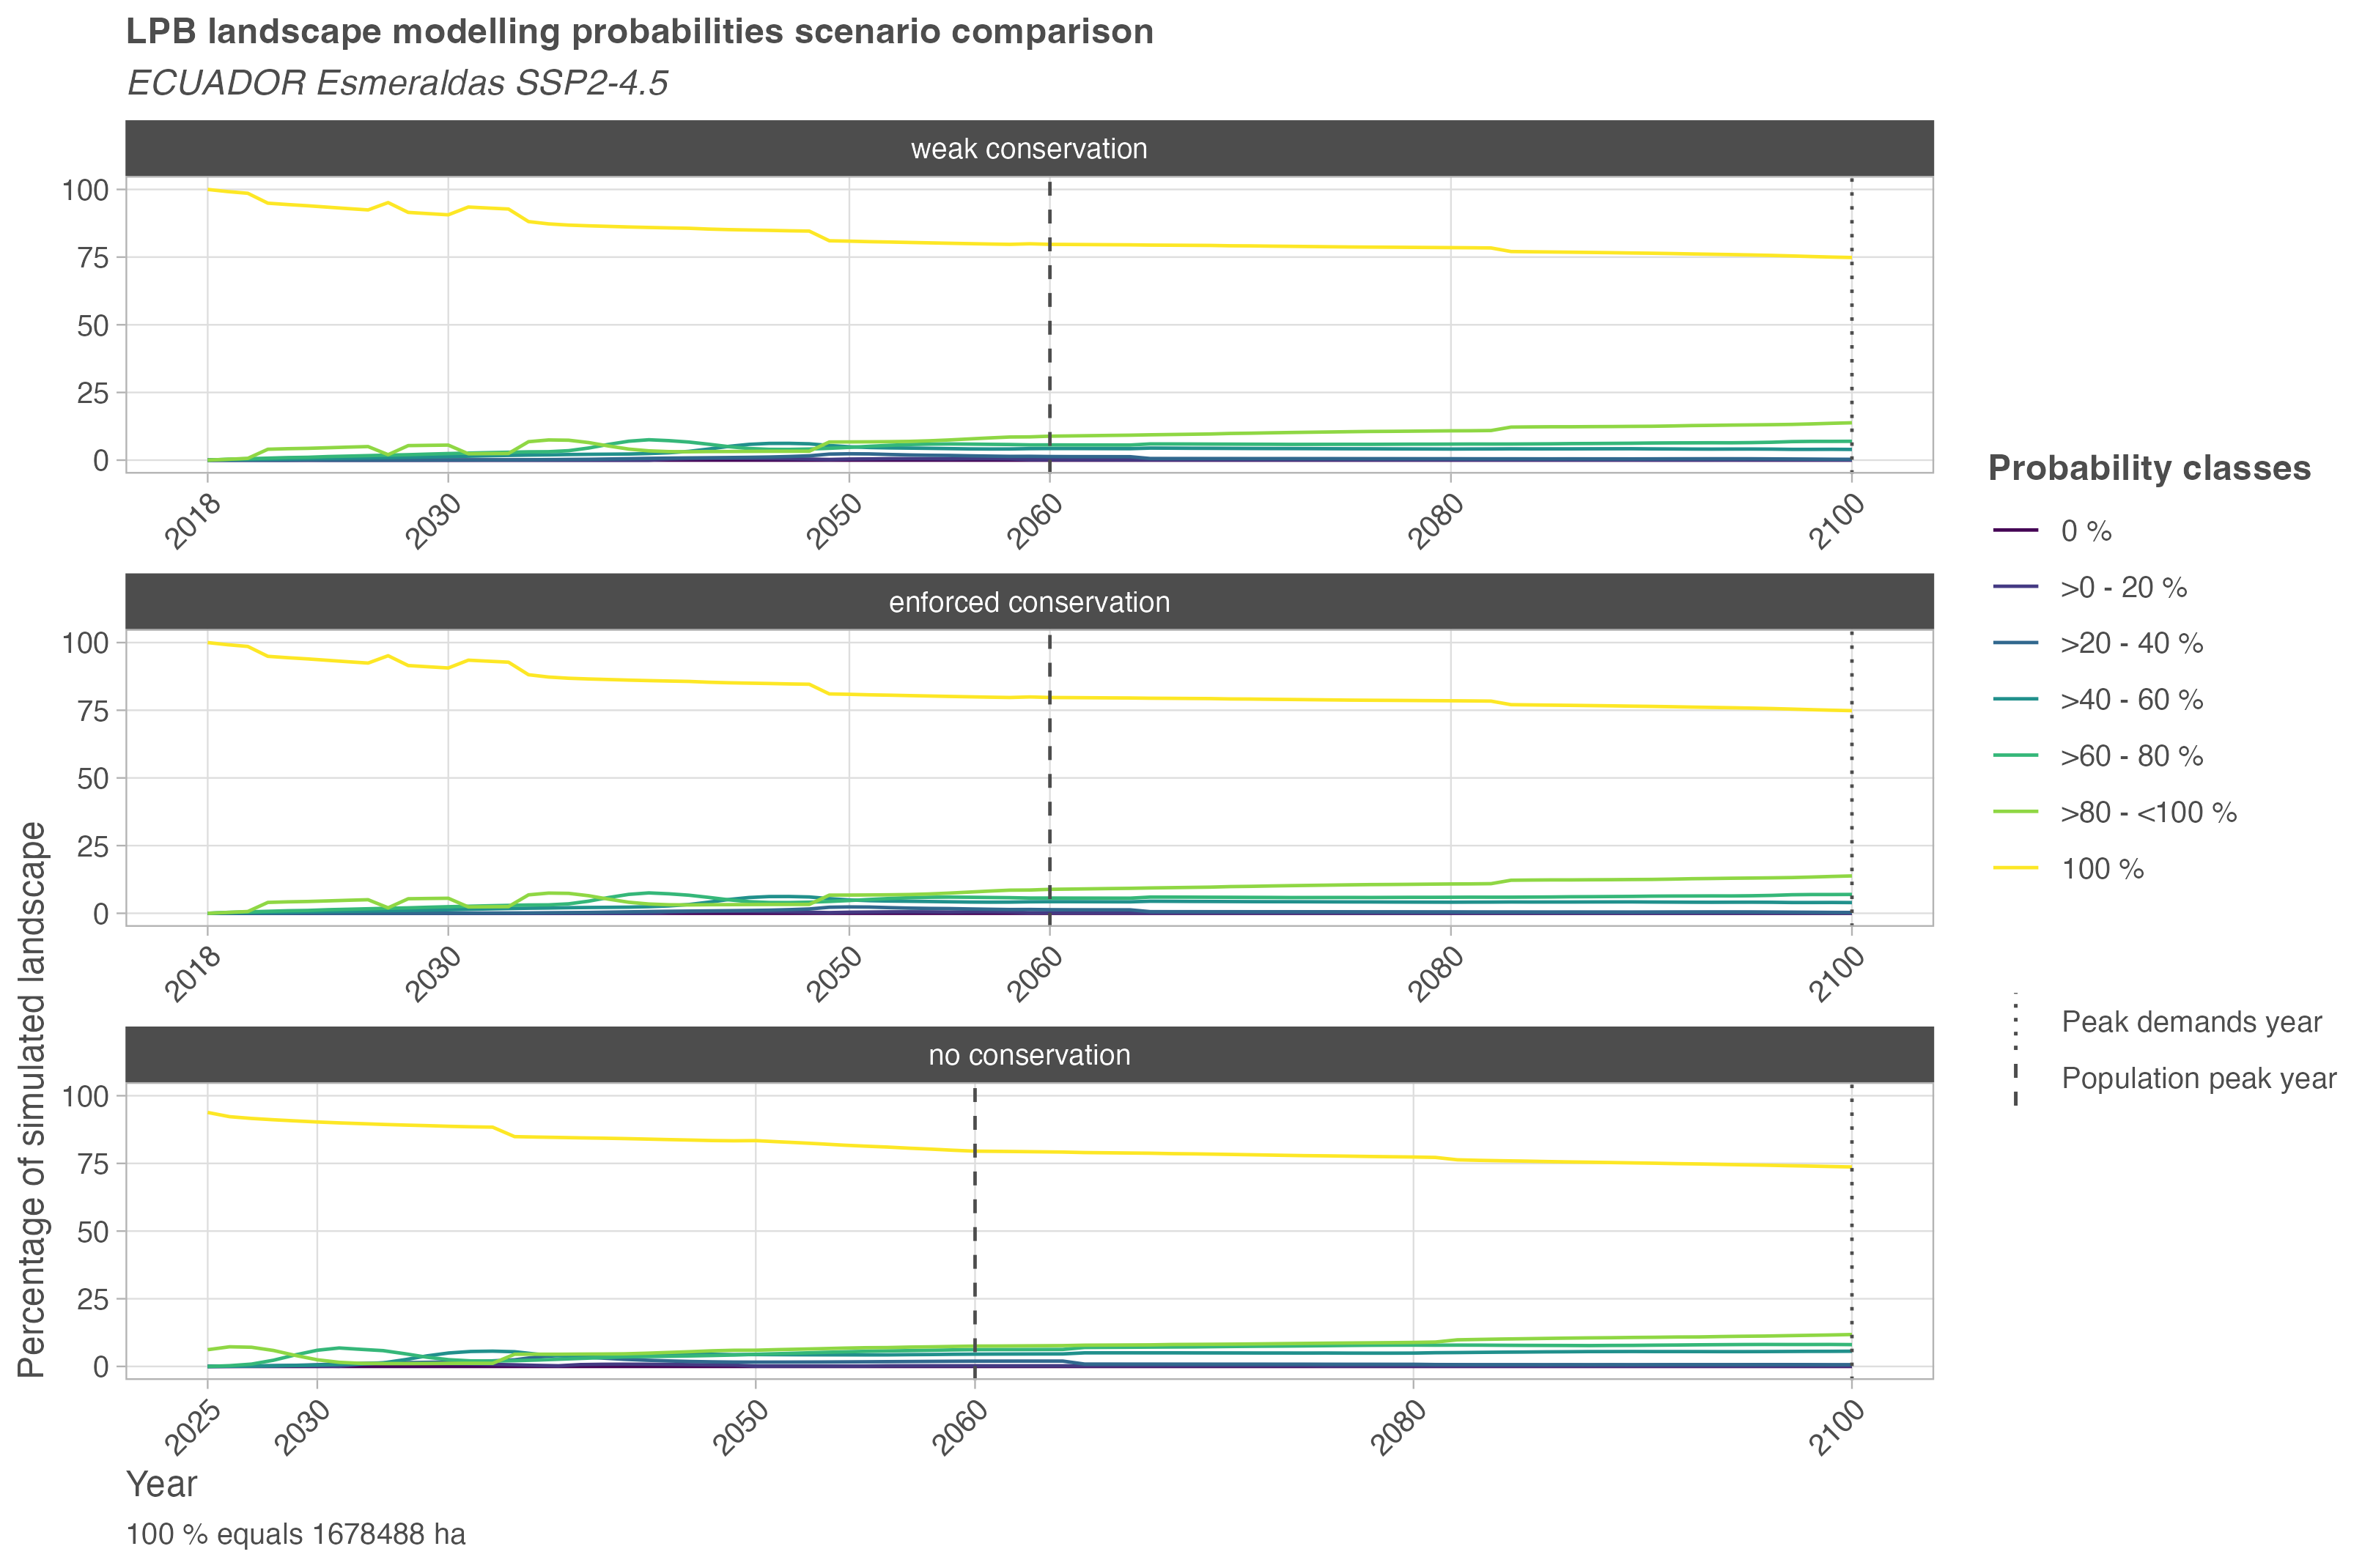 LPB landscape modelling probabilities scenario comparison
ECUADOR Esmeraldas SSP2-4.5
weak conservation
100
75
50
25
0
2018
2030
2050
2060
2080
2100
enforced conservation
100
75
50
25
0
2018
2030
2050
2060
2080
2100
no conservation
100
75
50
25
0
2025
2030
2050
2060
2080
2100
Percentage of simulated landscape
Year
100 % equals 1678488 ha
Probability classes
0 %
>0 - 20 %
>20 - 40 %
>40 - 60 %
>60 - 80 %
>80 - <100 %
100 %
Peak demands year
Population peak year